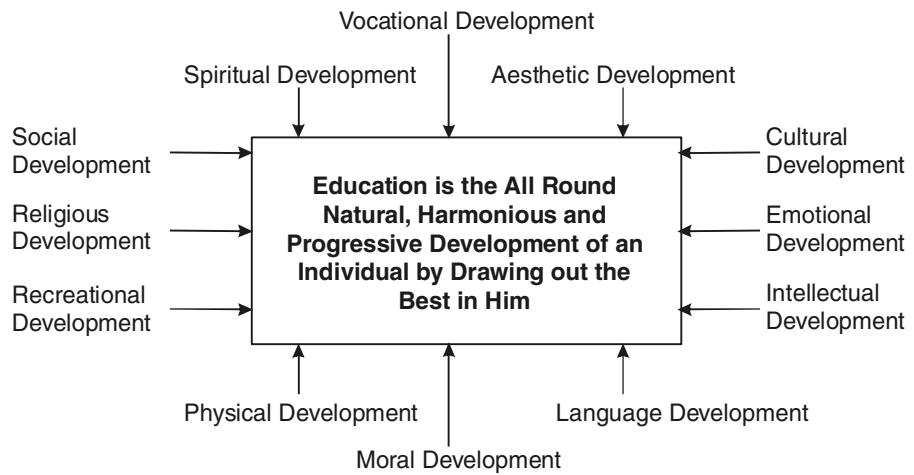 Vocational Development
Spiritual Development
Aesthetic Development
Social
Development
Religious
Development
Recreational
Development
Education is the All Round
Natural, Harmonious and
Progressive Development of an
Individual by Drawing out the
Best in Him
Cultural
Development
Emotional
Development
Intellectual
Development
Physical Development
Language Development
Moral Development